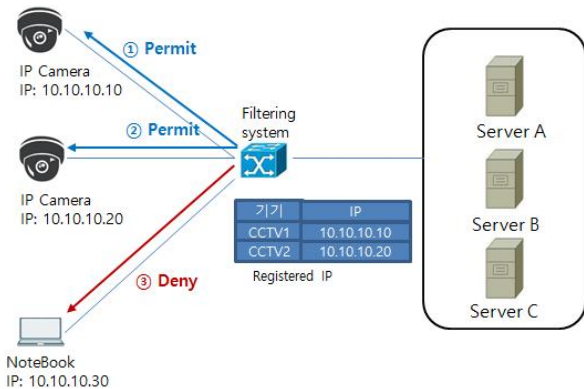 ① Permit
IP Camera
IP: 10.10.10.10
② Permit
Filtering
system
IP Camera
IP: 10.10.10.20
기기 IP
CCTV1 10.10.10.10
CCTV2 10.10.10.20
Registered IP
③ Deny
NoteBook
IP: 10.10.10.30
Server A
Server B
Server C